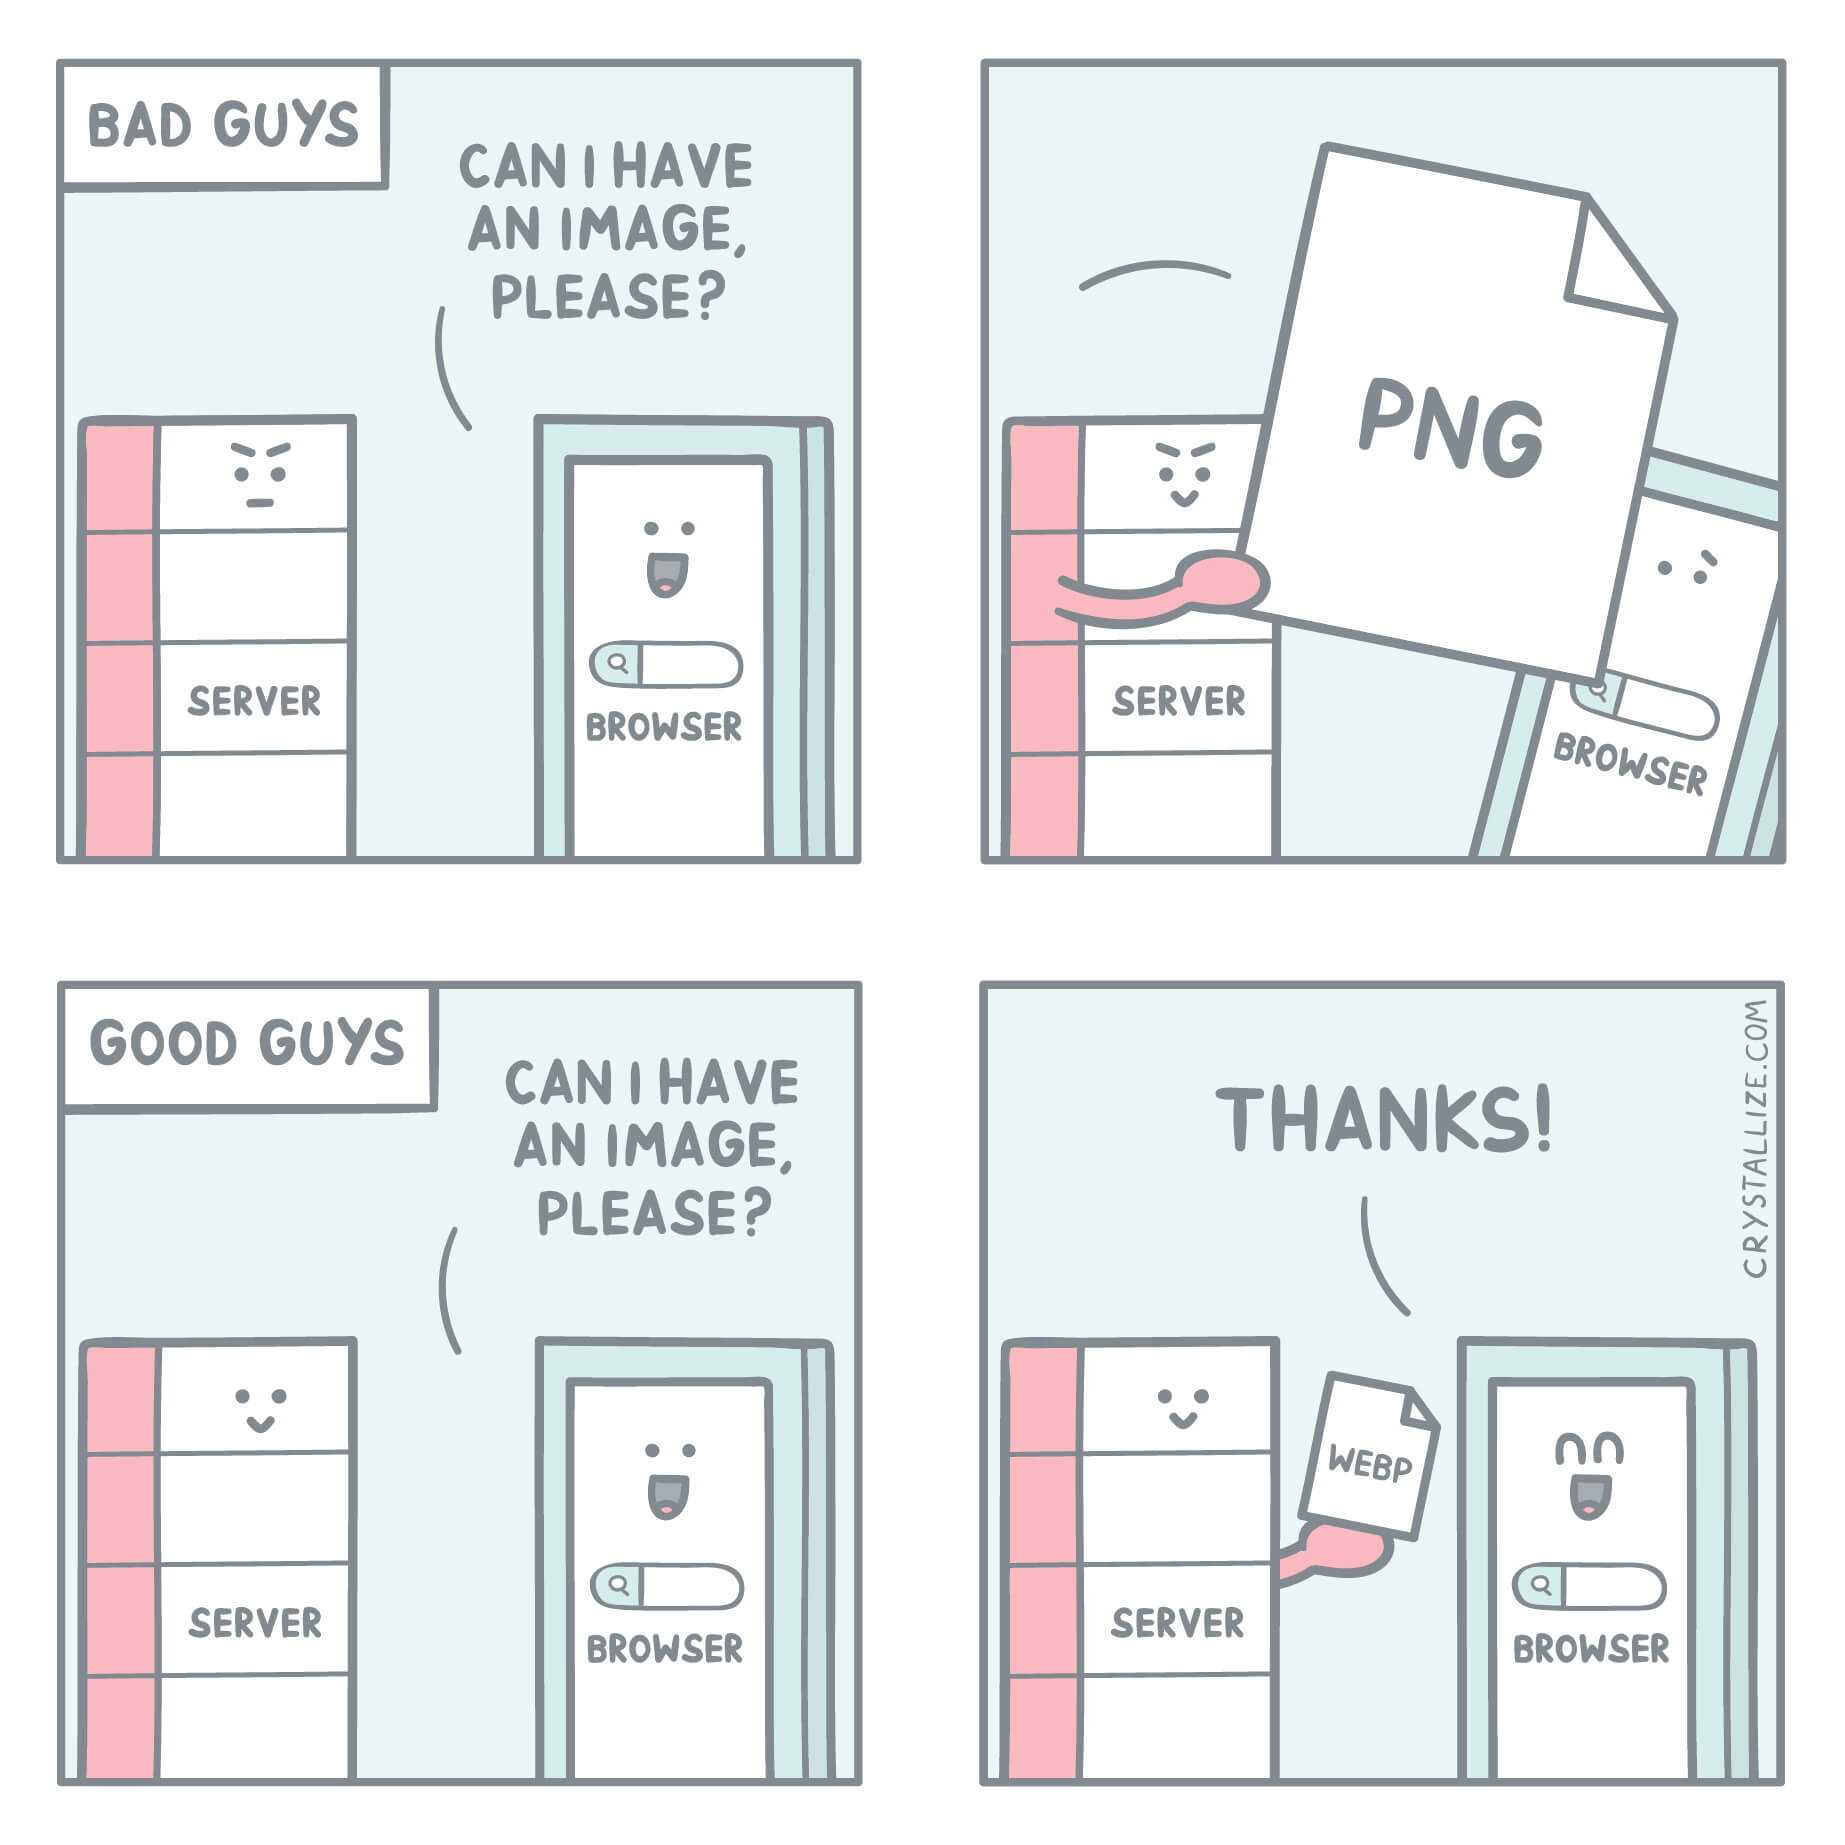 BAD GUYS
CAN I HAVE
AN IMAGE,
PLEASE?
SERVER
BROWSER
PNG
SERVER
BROWSER
GOOD GUYS
CAN I HAVE
AN IMAGE,
PLEASE?
SERVER
BROWSER
THANKS!
WEBP
SERVER
BROWSER
CRYSTALLIZE.COM